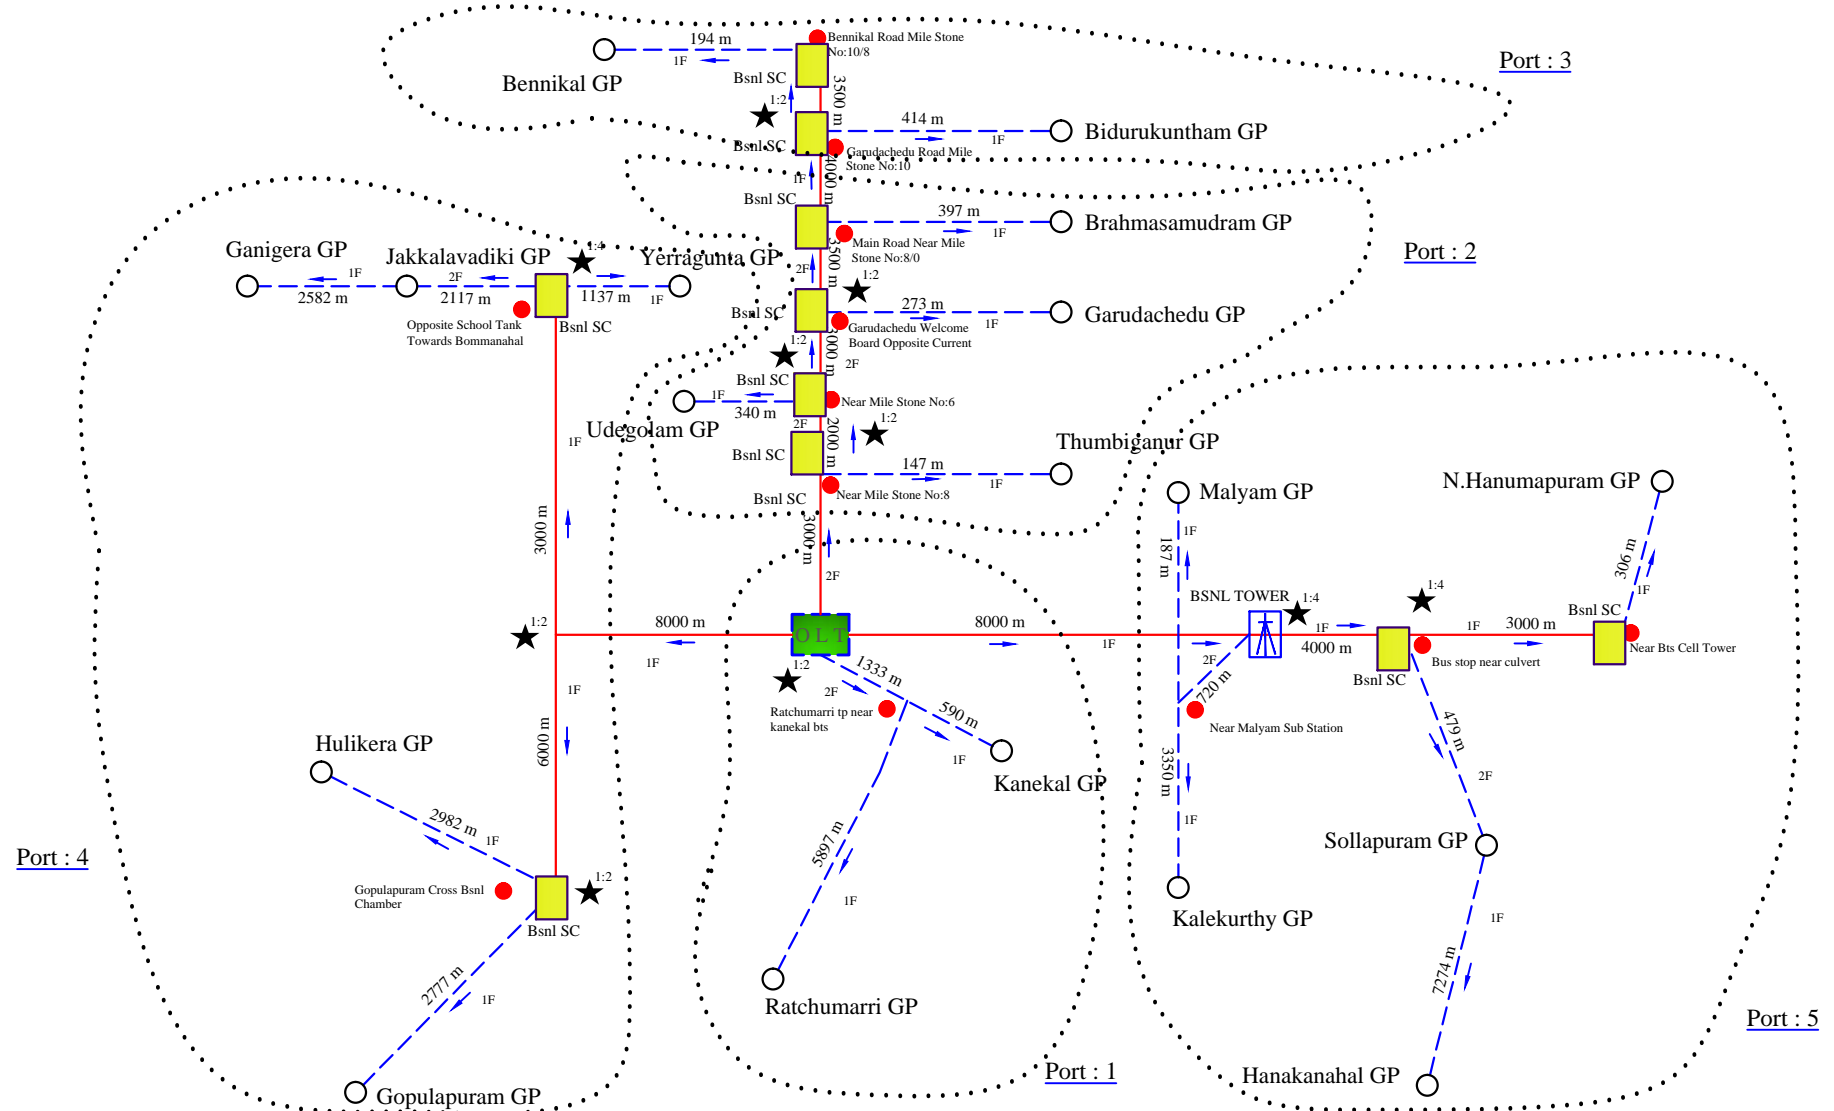 194 m
1F
Bennikal GP
Bennikal Road Mile Stone
No:10/8
Bsnl SC
3500 m
Port : 3
1:2
414 m
1F
Bidurukuntham GP
Bsnl SC
Garudachedu Road Mile
Stone No:10
4000 m
1F
Bsnl SC
397 m
1F
Brahmasamudram GP
Main Road Near Mile
Stone No:8/0
3500 m
2F
Port : 2
1:2
273 m
1F
Garudachedu GP
Bsnl SC
Garudachedu Welcome
Board Opposite Current
3000 m
2F
1:2
Bsnl SC
Near Mile Stone No:6
1F
340 m
Udegolam GP
2F
2000 m
1:2
Bsnl SC
147 m
1F
Thumbiganur GP
Near Mile Stone No:8
Bsnl SC
3000 m
2F
Ganigera GP
1F
2582 m
Jakkalavadiki GP
2F
2117 m
1:4
Yerragunta GP
1137 m
1F
Opposite School Tank
Towards Bommanahal
Bsnl SC
1F
3000 m
1:2
8000 m
1F
O L T
8000 m
1F
1F
6000 m
Hulikera GP
2982 m
1F
Port : 4
Gopulapuram Cross Bsnl
Chamber
1:2
Bsnl SC
2777 m
1F
Gopulapuram GP
1:2
1333 m
2F
Ratchumarri tp near
kanekal bts
590 m
1F
Kanekal GP
5897 m
1F
Ratchumarri GP
Port : 1
Malyam GP
1F
187 m
BSNL TOWER
1:4
2F
720 m
Near Malyam Sub Station
3350 m
1F
Kalekurthy GP
1F
4000 m
1:4
Bsnl SC
Bus stop near culvert
1F
3000 m
Bsnl SC
Near Bts Cell Tower
306 m
1F
N.Hanumapuram GP
479 m
2F
Sollapuram GP
1F
7274 m
Hanakanahal GP
Port : 5